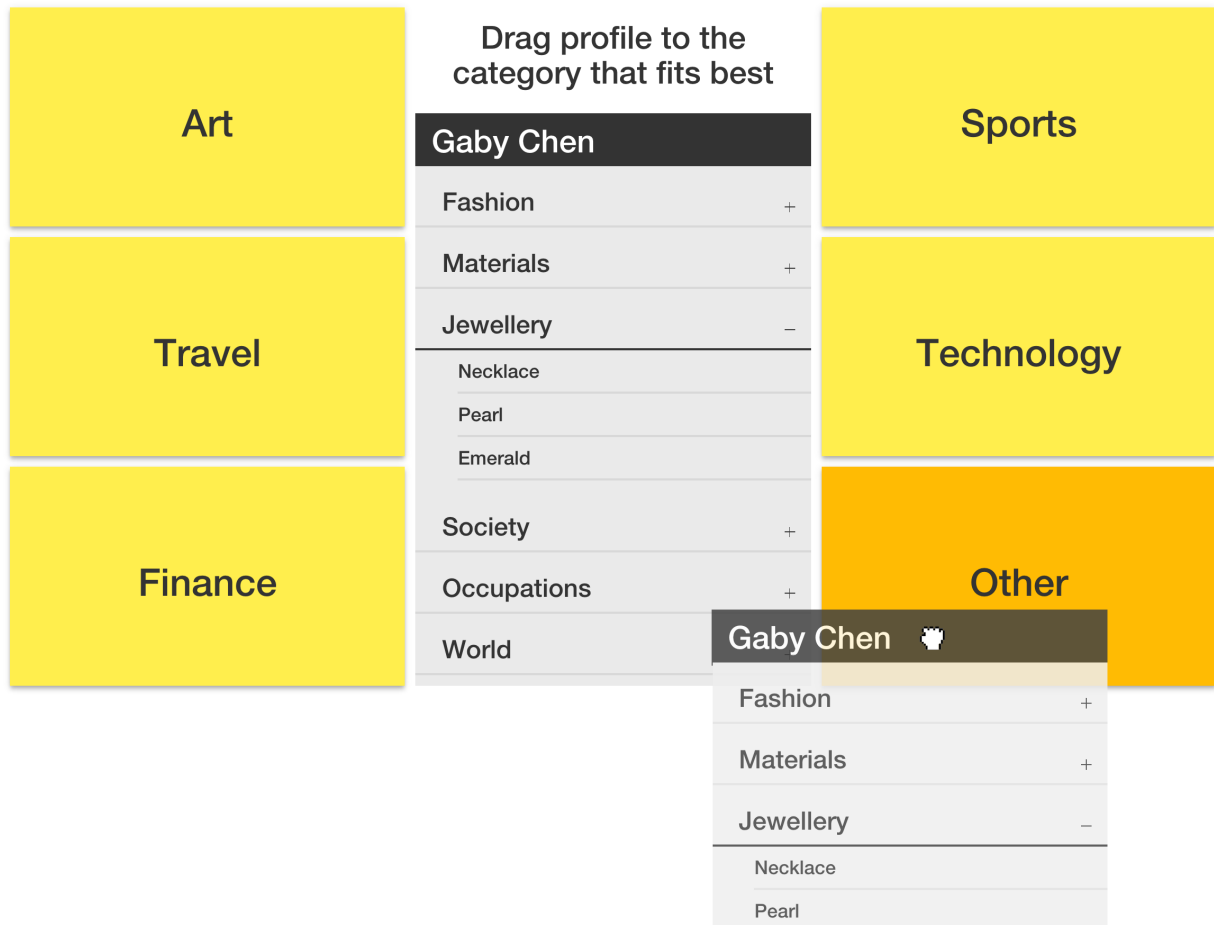 Drag profile to the
category that fits best
Art
Travel
Finance
Gaby Chen
Fashion +
Materials +
Jewellery –
Necklace
Pearl
Emerald
Society +
Occupations +
World
Sports
Technology
Other
Gaby Chen
Fashion +
Materials +
Jewellery –
Necklace
Pearl